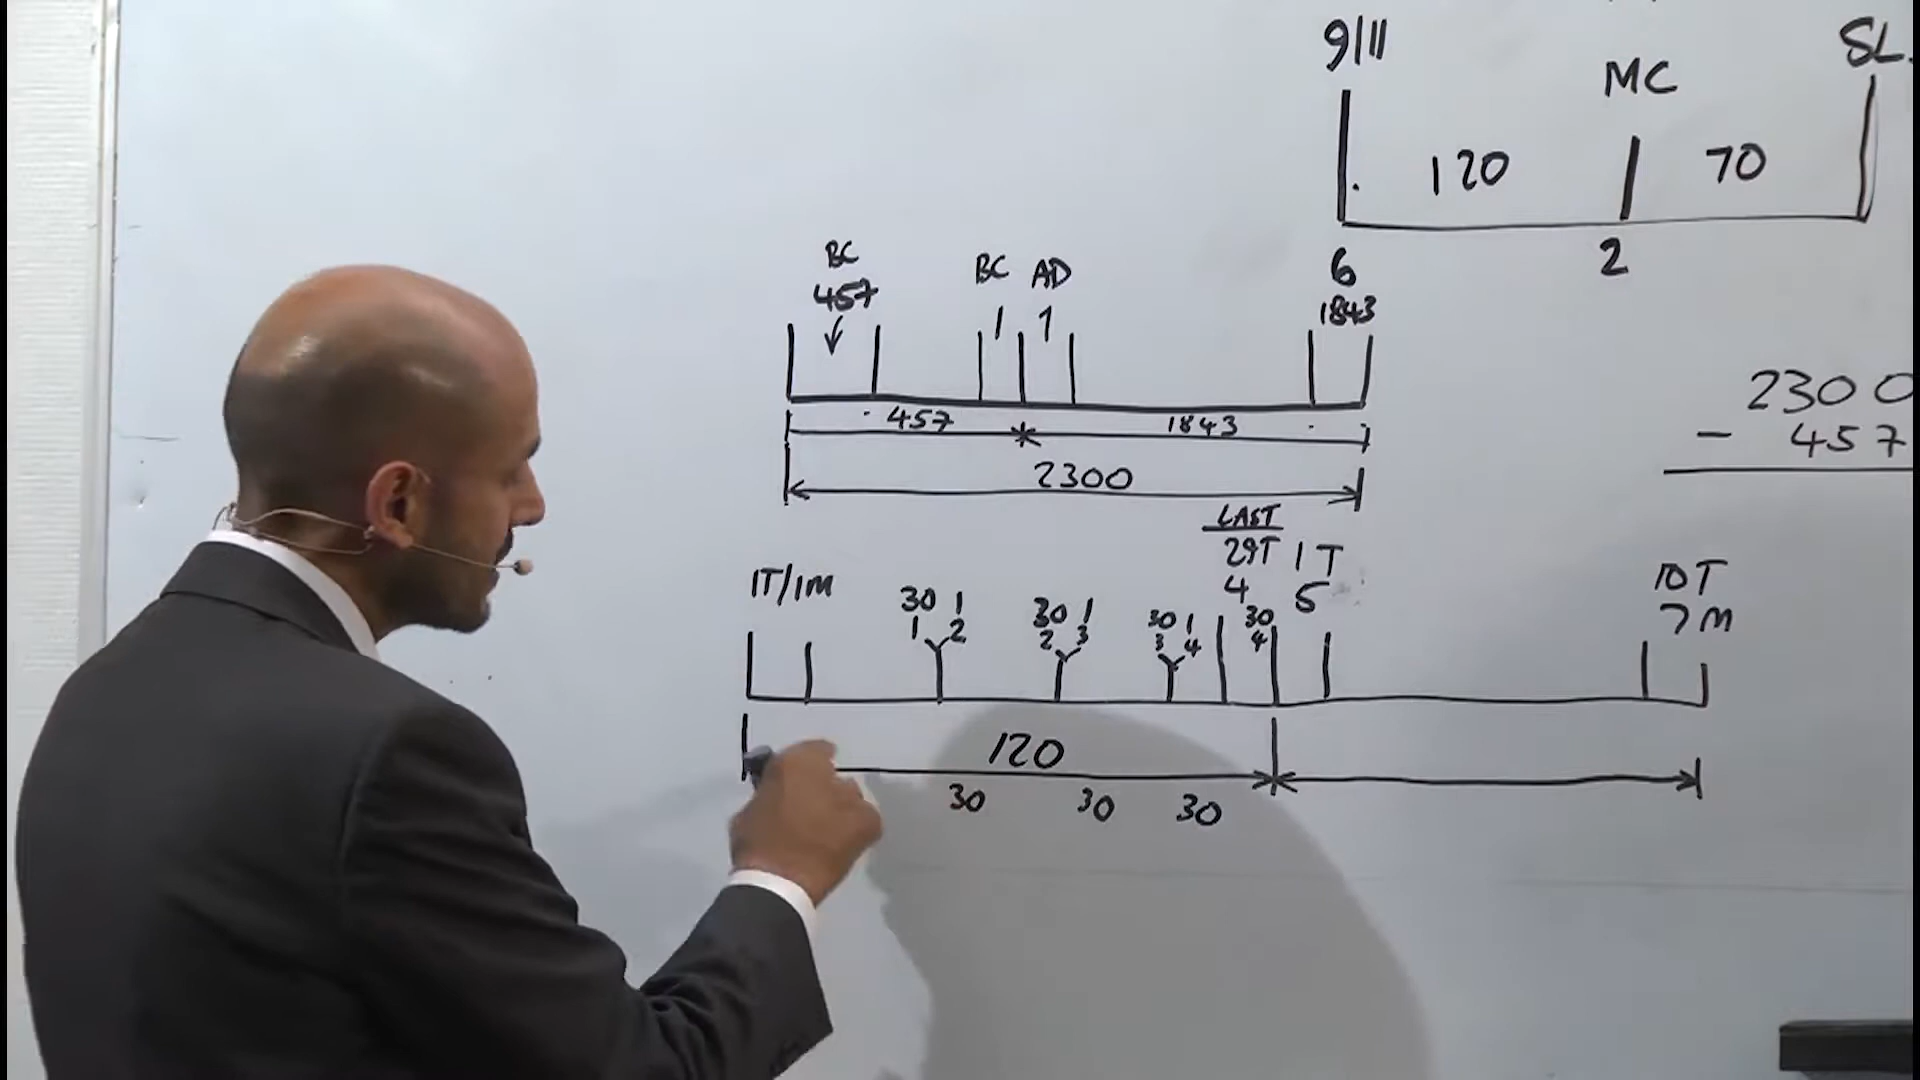 9/11 MC SL.
120 70
6 2
BC BC AD
457 1 1 1843
457 1843
2300
2300
- 457
LAST
29T 1T
4 5
1T/1M
10T
7M
30 1 30 1 30 1 30
1 2 2 3 3 4 4
120
30 30 30